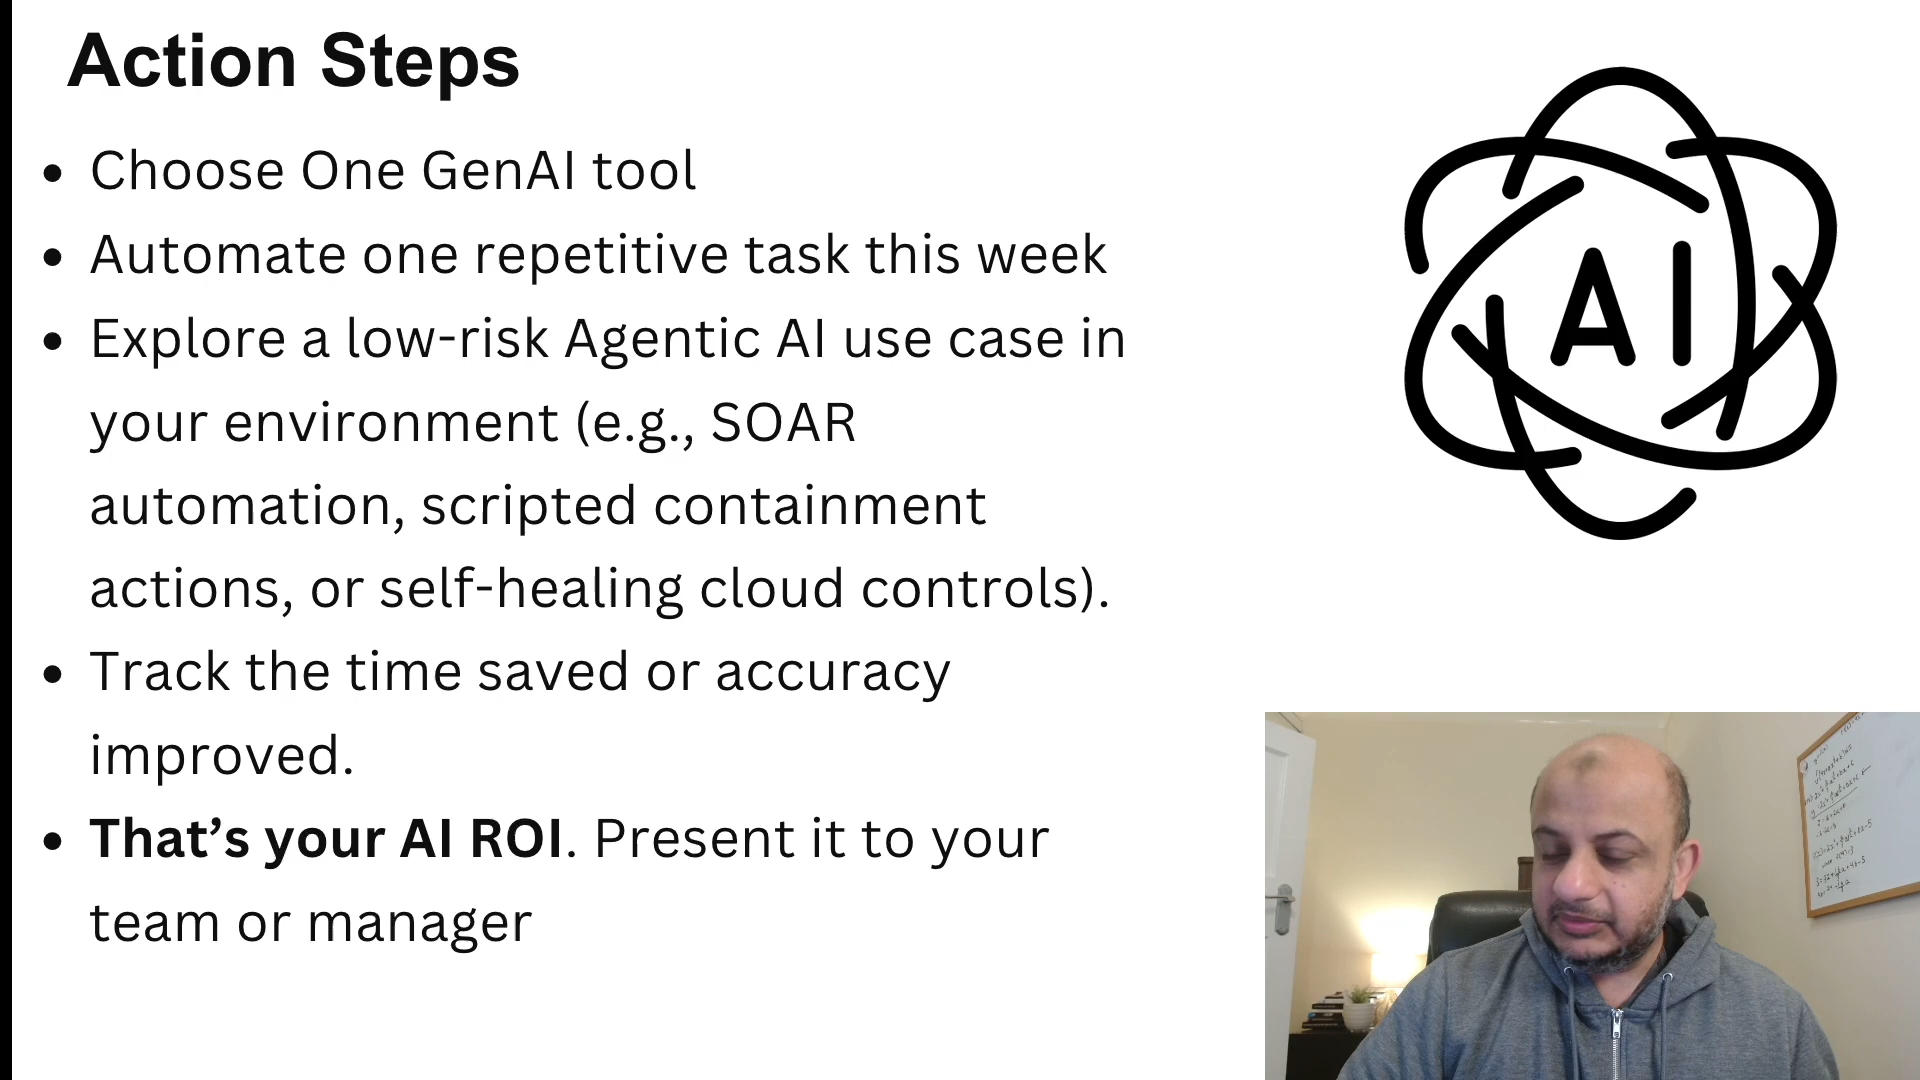 Action Steps
• Choose One GenAI tool
• Automate one repetitive task this week
• Explore a low-risk Agentic AI use case in
your environment (e.g., SOAR
automation, scripted containment
actions, or self-healing cloud controls).
• Track the time saved or accuracy
improved.
• That’s your AI ROI. Present it to your
team or manager
AI